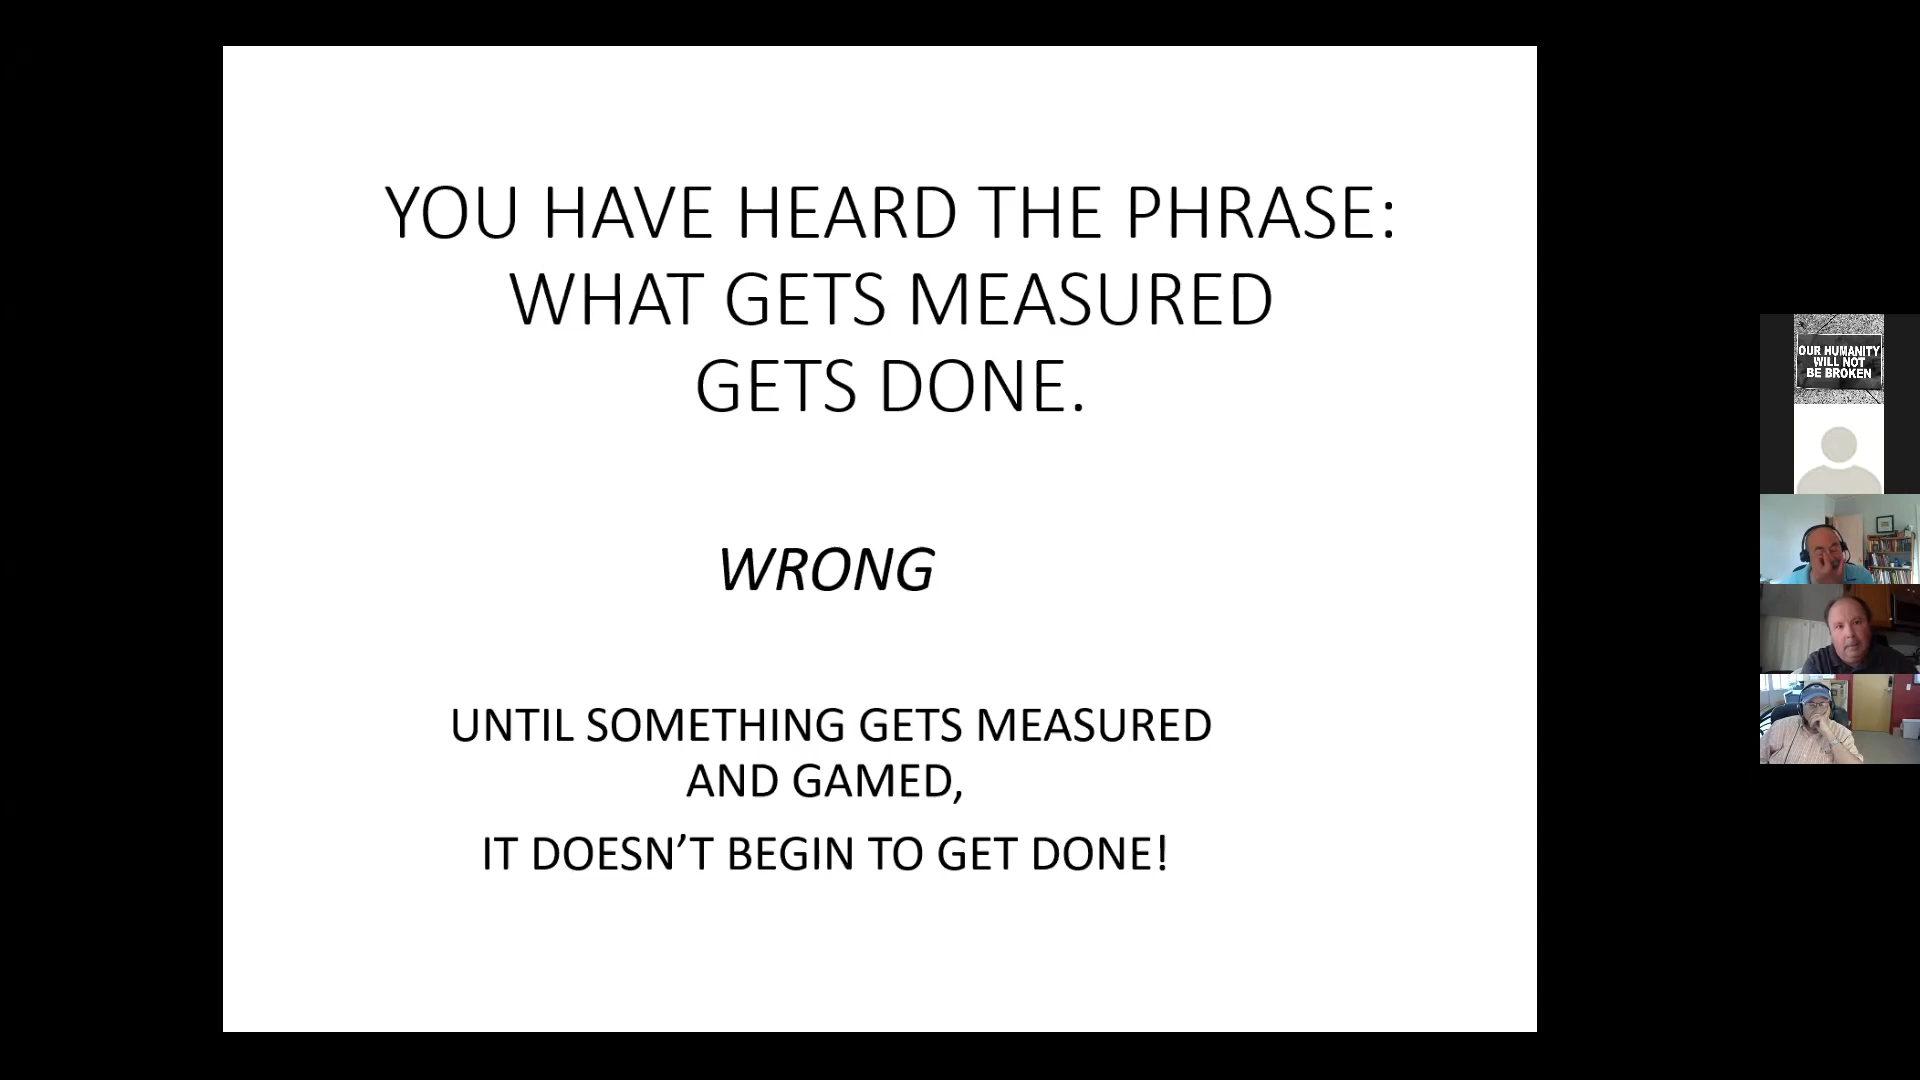 YOU HAVE HEARD THE PHRASE:
WHAT GETS MEASURED
GETS DONE.
WRONG
UNTIL SOMETHING GETS MEASURED
AND GAMED,
IT DOESN’T BEGIN TO GET DONE!
OUR HUMANITY
WILL NOT
BE BROKEN